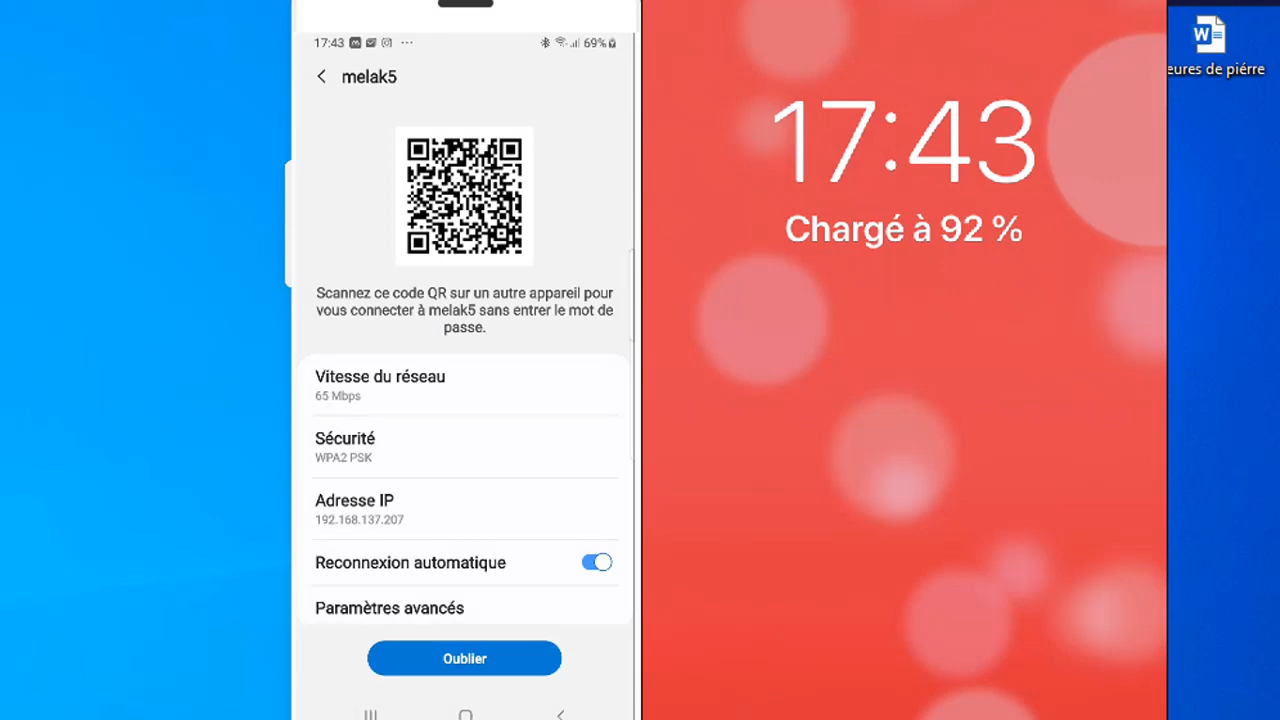 17:43
69%
melak5
Scannez ce code QR sur un autre appareil pour
vous connecter à melak5 sans entrer le mot de
passe.
Vitesse du réseau
65 Mbps
Sécurité
WPA2 PSK
Adresse IP
192.168.137.207
Reconnexion automatique
Paramètres avancés
Oublier
17:43
Chargé à 92 %
W
eures de piérre